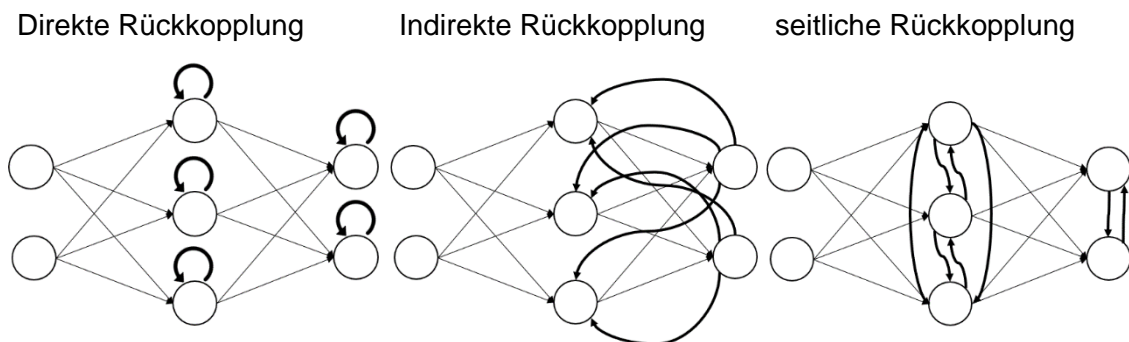 Direkte Rückkopplung
Indirekte Rückkopplung
seitliche Rückkopplung